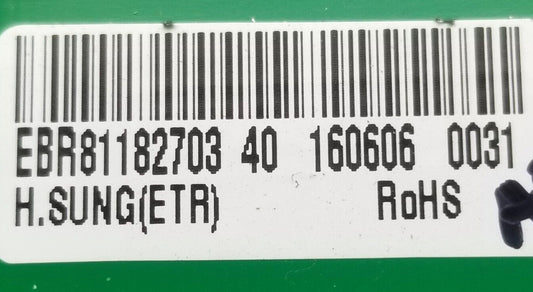 EBR81182703 40 160606 0031
H.SUNG(ETR) RoHS